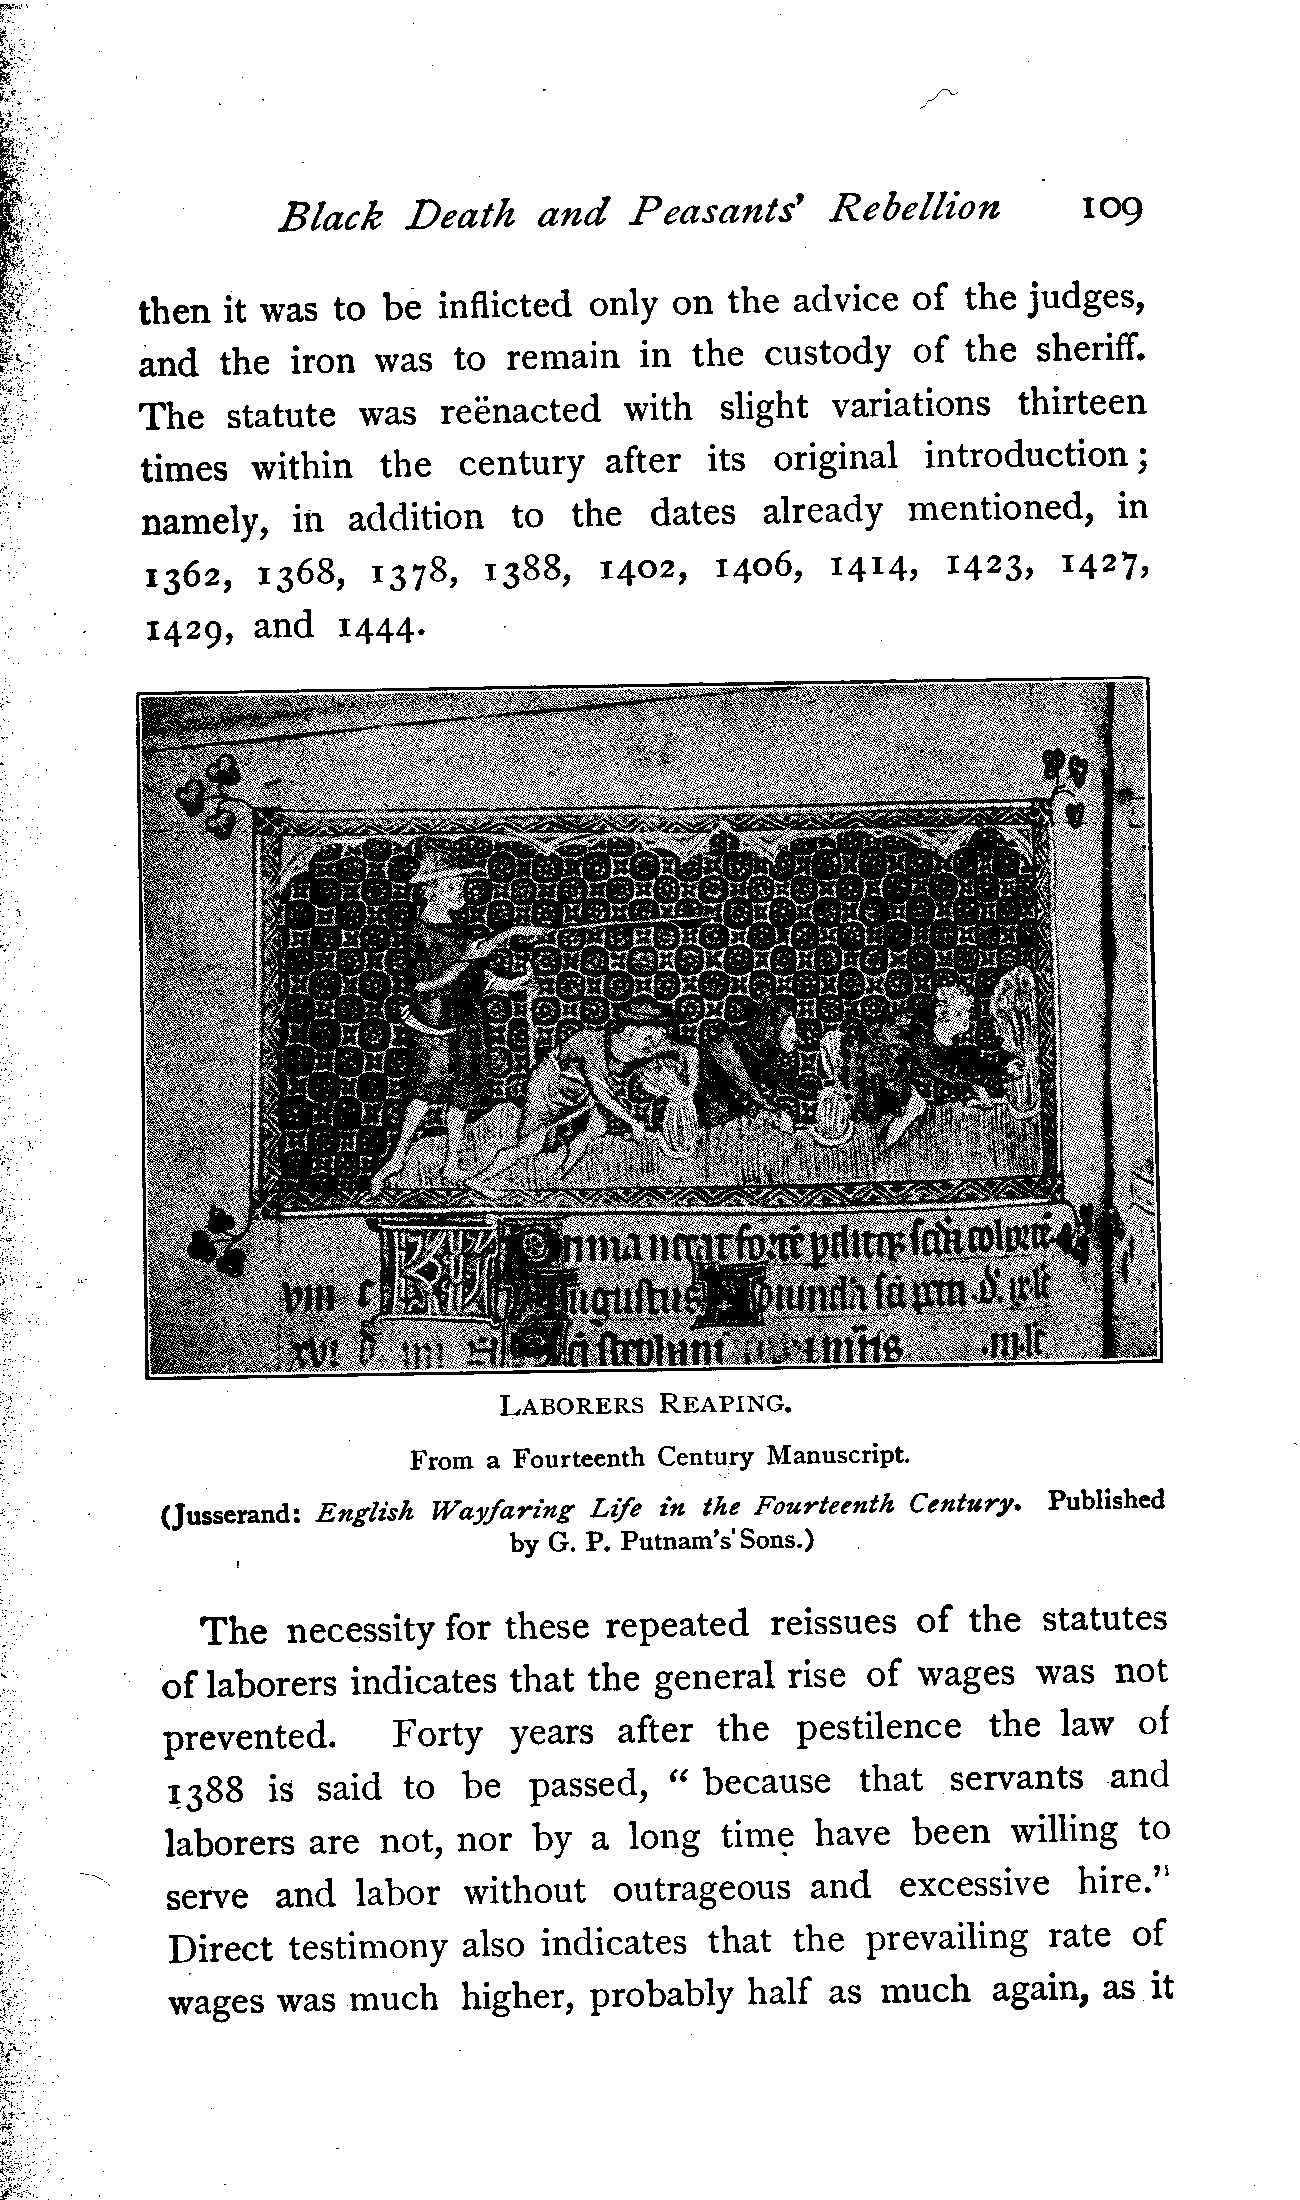 Black Death and Peasants' Rebellion 109
then it was to be inflicted only on the advice of the judges,
and the iron was to remain in the custody of the sheriff.
The statute was reënacted with slight variations thirteen
times within the century after its original introduction;
namely, in addition to the dates already mentioned, in
1362, 1368, 1378, 1388, 1402, 1406, 1414, 1423, 1427,
1429, and 1444.
LABORERS REAPING.
From a Fourteenth Century Manuscript.
(Jusserand: English Wayfaring Life in the Fourteenth Century. Published
by G. P. Putnam's Sons.)
The necessity for these repeated reissues of the statutes
of laborers indicates that the general rise of wages was not
prevented. Forty years after the pestilence the law of
1388 is said to be passed, "because that servants and
laborers are not, nor by a long time have been willing to
serve and labor without outrageous and excessive hire."
Direct testimony also indicates that the prevailing rate of
wages was much higher, probably half as much again, as it